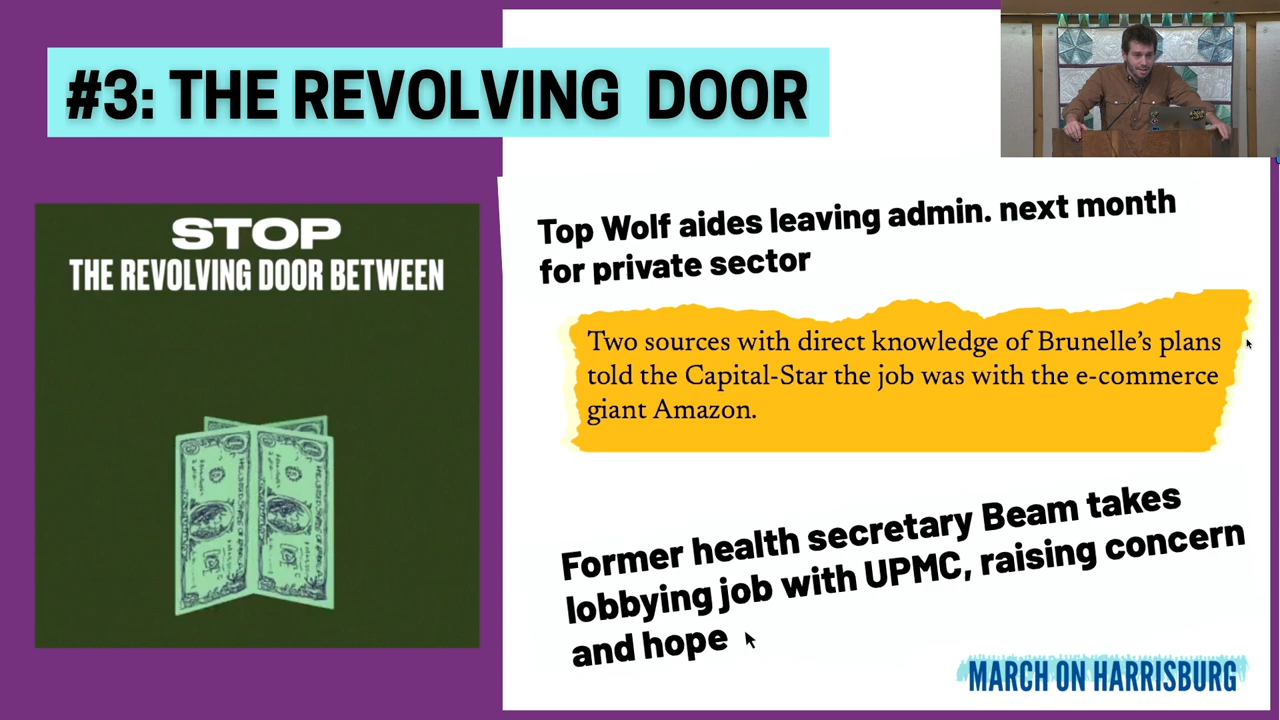 #3: THE REVOLVING DOOR
STOP
THE REVOLVING DOOR BETWEEN
Top Wolf aides leaving admin. next month
for private sector
Two sources with direct knowledge of Brunelle’s plans
told the Capital-Star the job was with the e-commerce
giant Amazon.
Former health secretary Beam takes
lobbying job with UPMC, raising concern
and hope
MARCH ON HARRISBURG